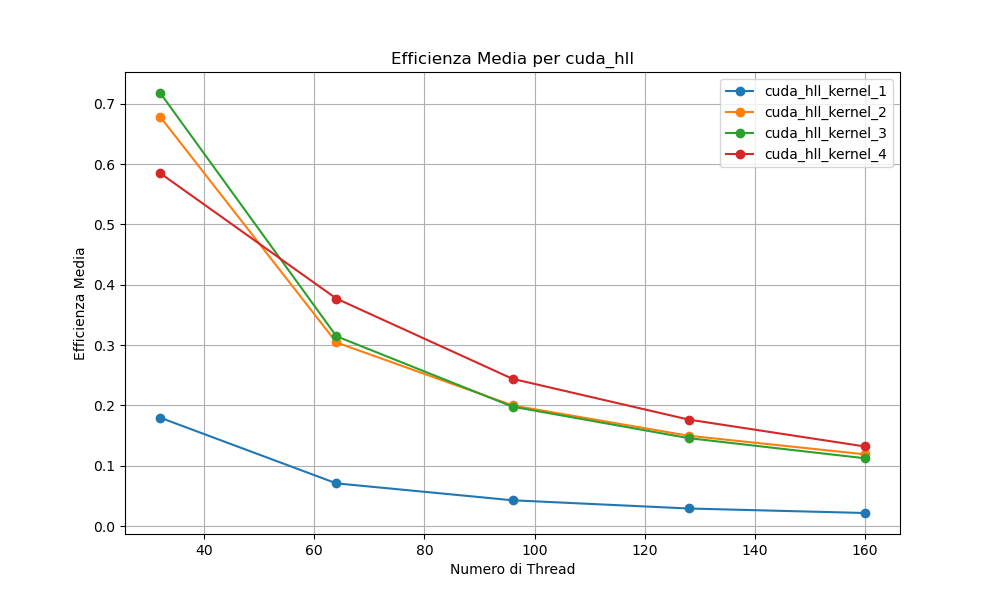 Efficienza Media per cuda_hll
cuda_hll_kernel_1
cuda_hll_kernel_2
cuda_hll_kernel_3
cuda_hll_kernel_4
Efficienza Media
0.7
0.6
0.5
0.4
0.3
0.2
0.1
0.0
40 60 80 100 120 140 160
Numero di Thread